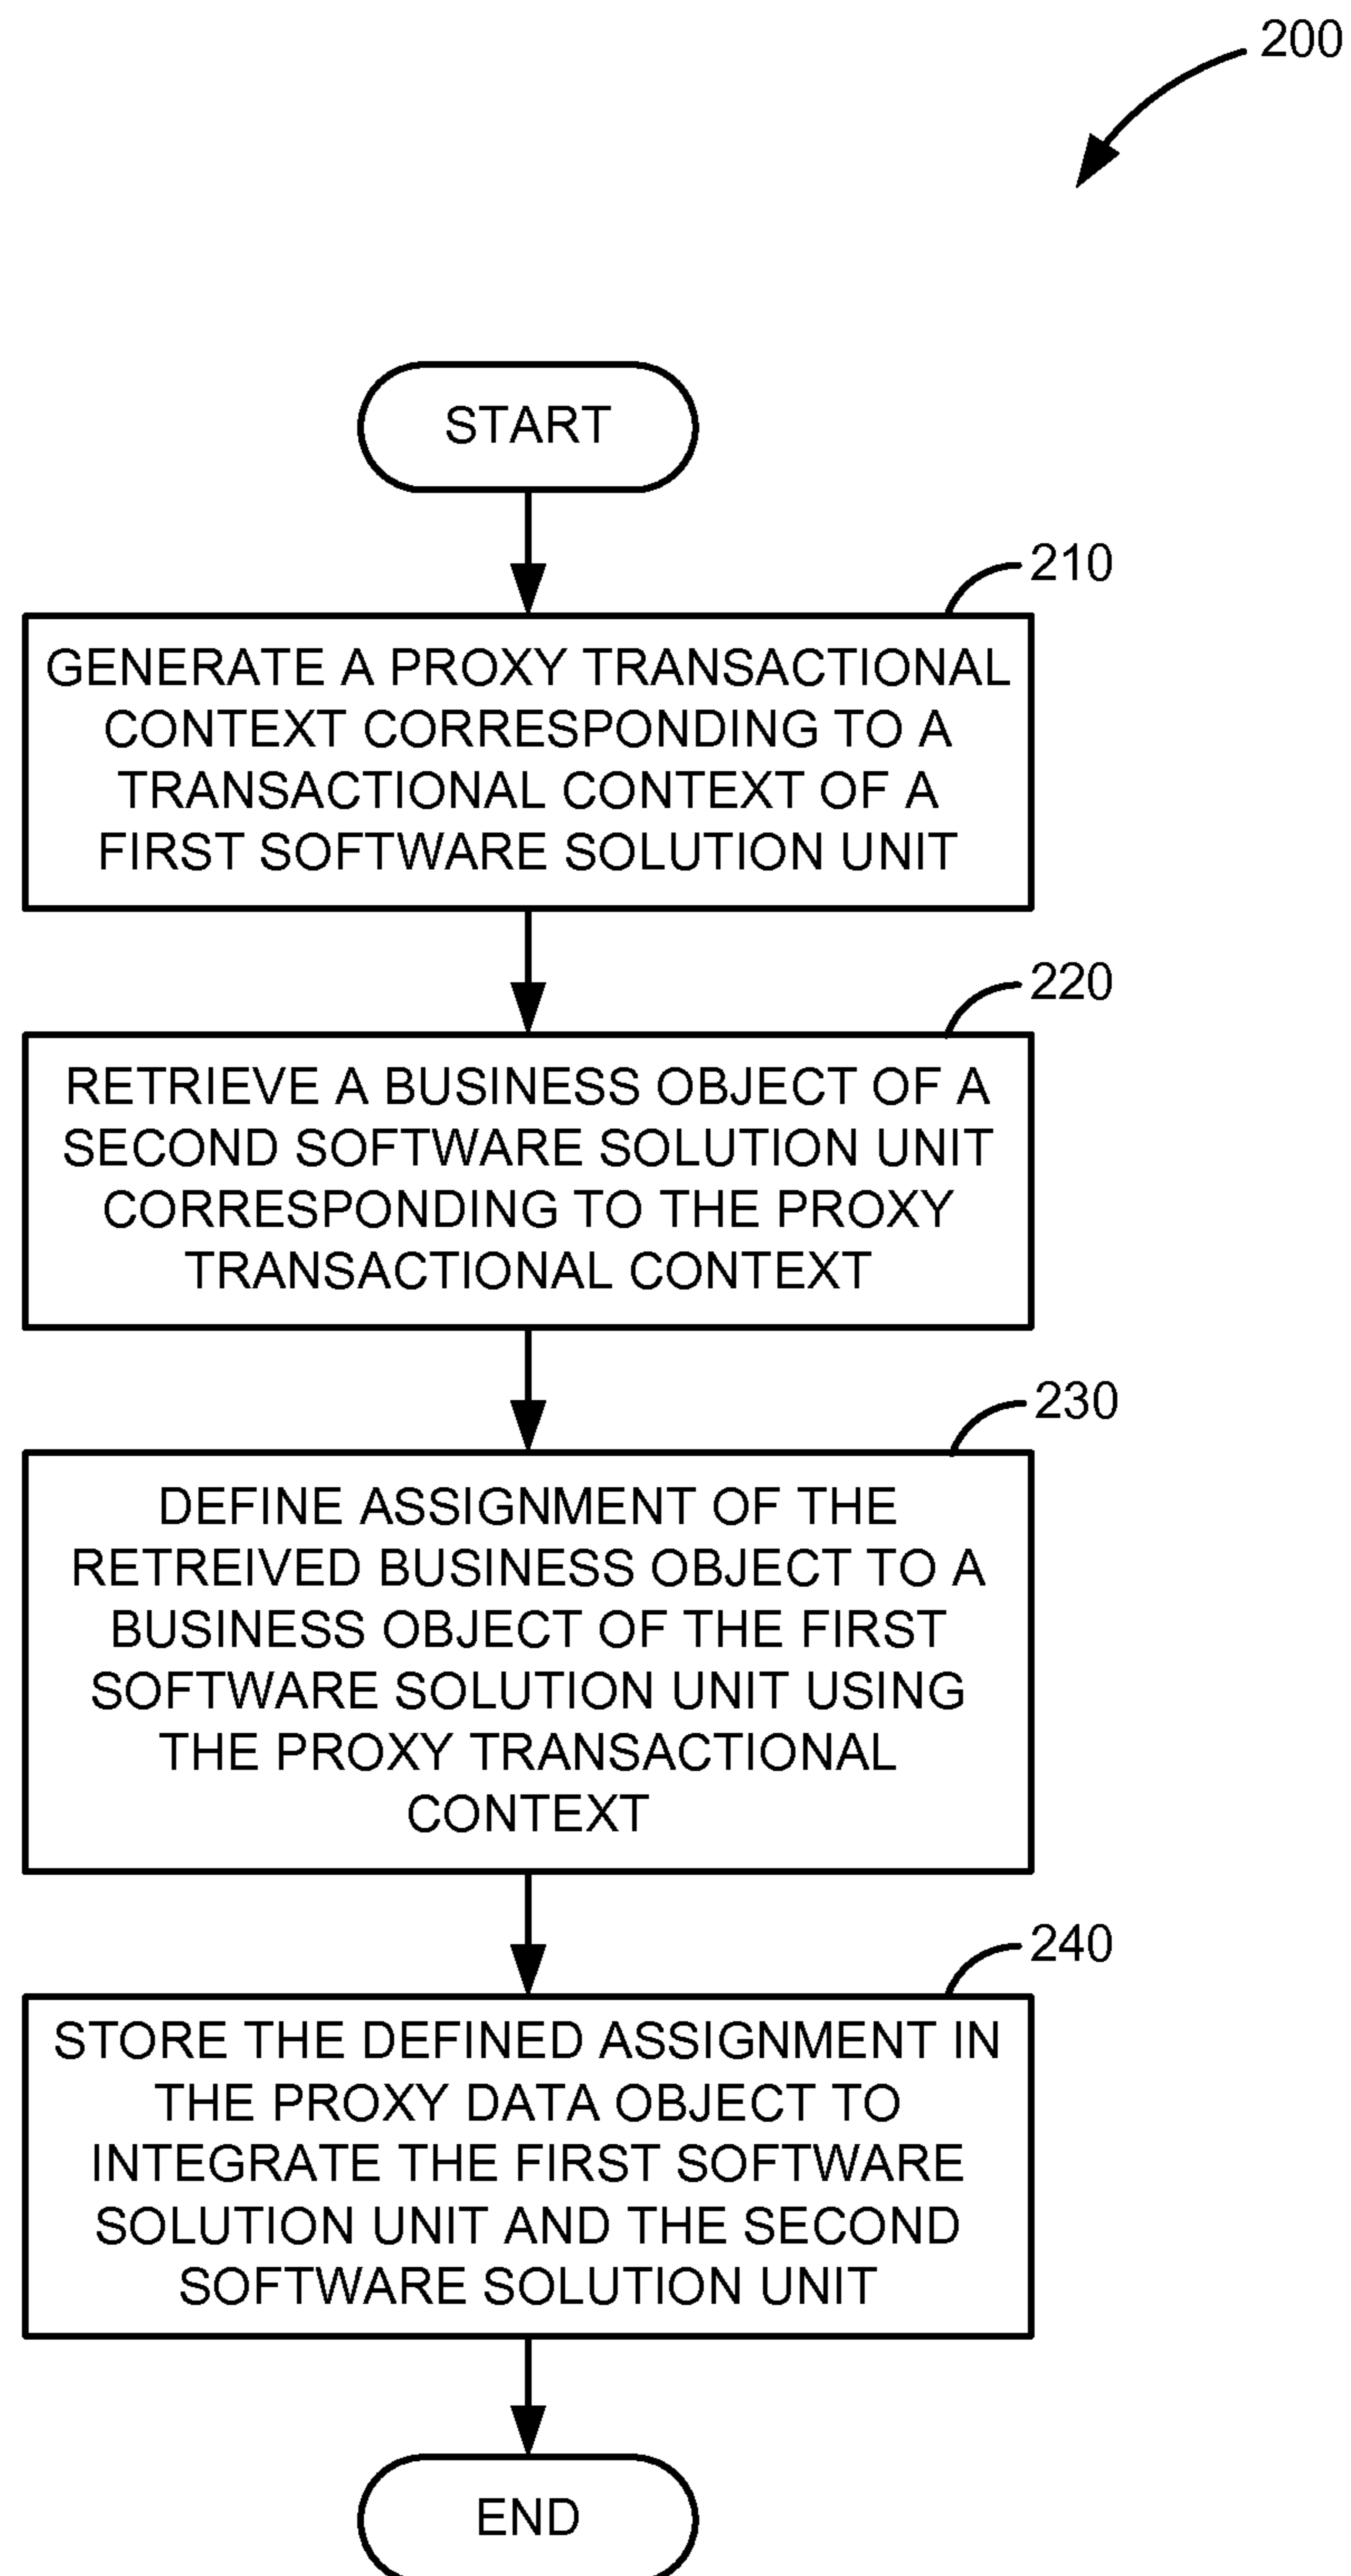 200
START
210
GENERATE A PROXY TRANSACTIONAL
CONTEXT CORRESPONDING TO A
TRANSACTIONAL CONTEXT OF A
FIRST SOFTWARE SOLUTION UNIT
220
RETRIEVE A BUSINESS OBJECT OF A
SECOND SOFTWARE SOLUTION UNIT
CORRESPONDING TO THE PROXY
TRANSACTIONAL CONTEXT
230
DEFINE ASSIGNMENT OF THE
RETREIVED BUSINESS OBJECT TO A
BUSINESS OBJECT OF THE FIRST
SOFTWARE SOLUTION UNIT USING
THE PROXY TRANSACTIONAL
CONTEXT
240
STORE THE DEFINED ASSIGNMENT IN
THE PROXY DATA OBJECT TO
INTEGRATE THE FIRST SOFTWARE
SOLUTION UNIT AND THE SECOND
SOFTWARE SOLUTION UNIT
END